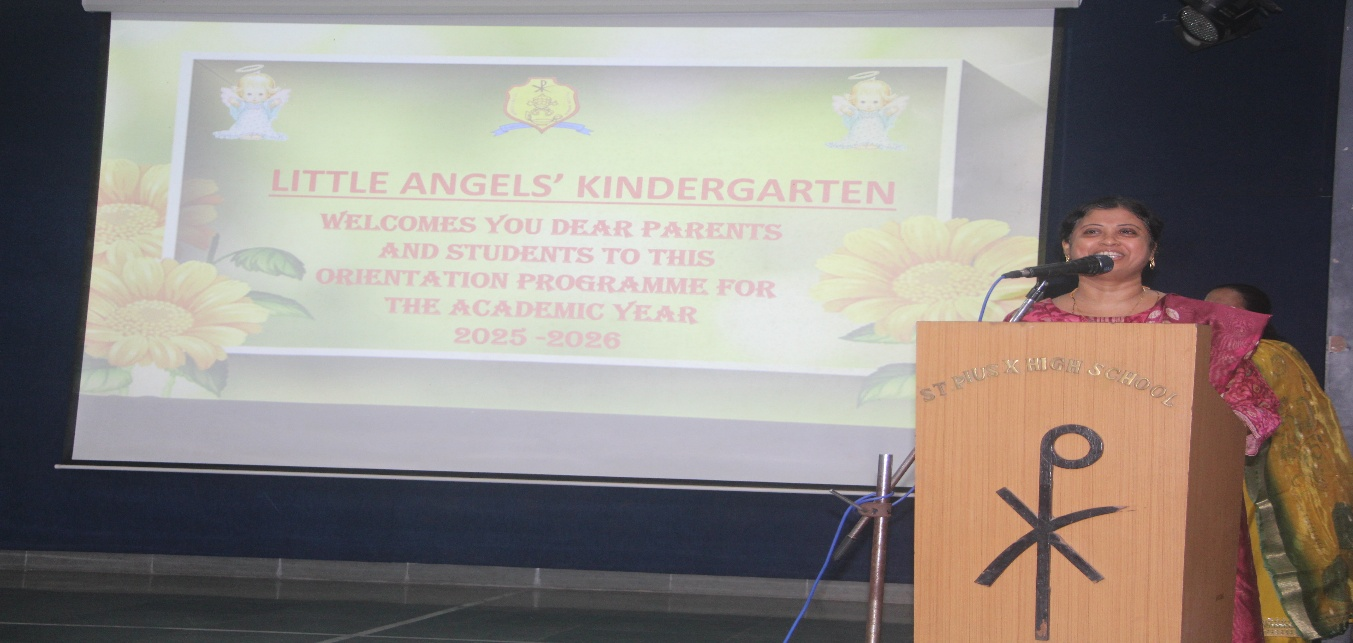 LITTLE ANGELS' KINDERGARTEN
WELCOMES YOU DEAR PARENTS
AND STUDENTS TO THIS
ORIENTATION PROGRAMME FOR
THE ACADEMIC YEAR
2025 -2026
ST PIUS X HIGH SCHOOL